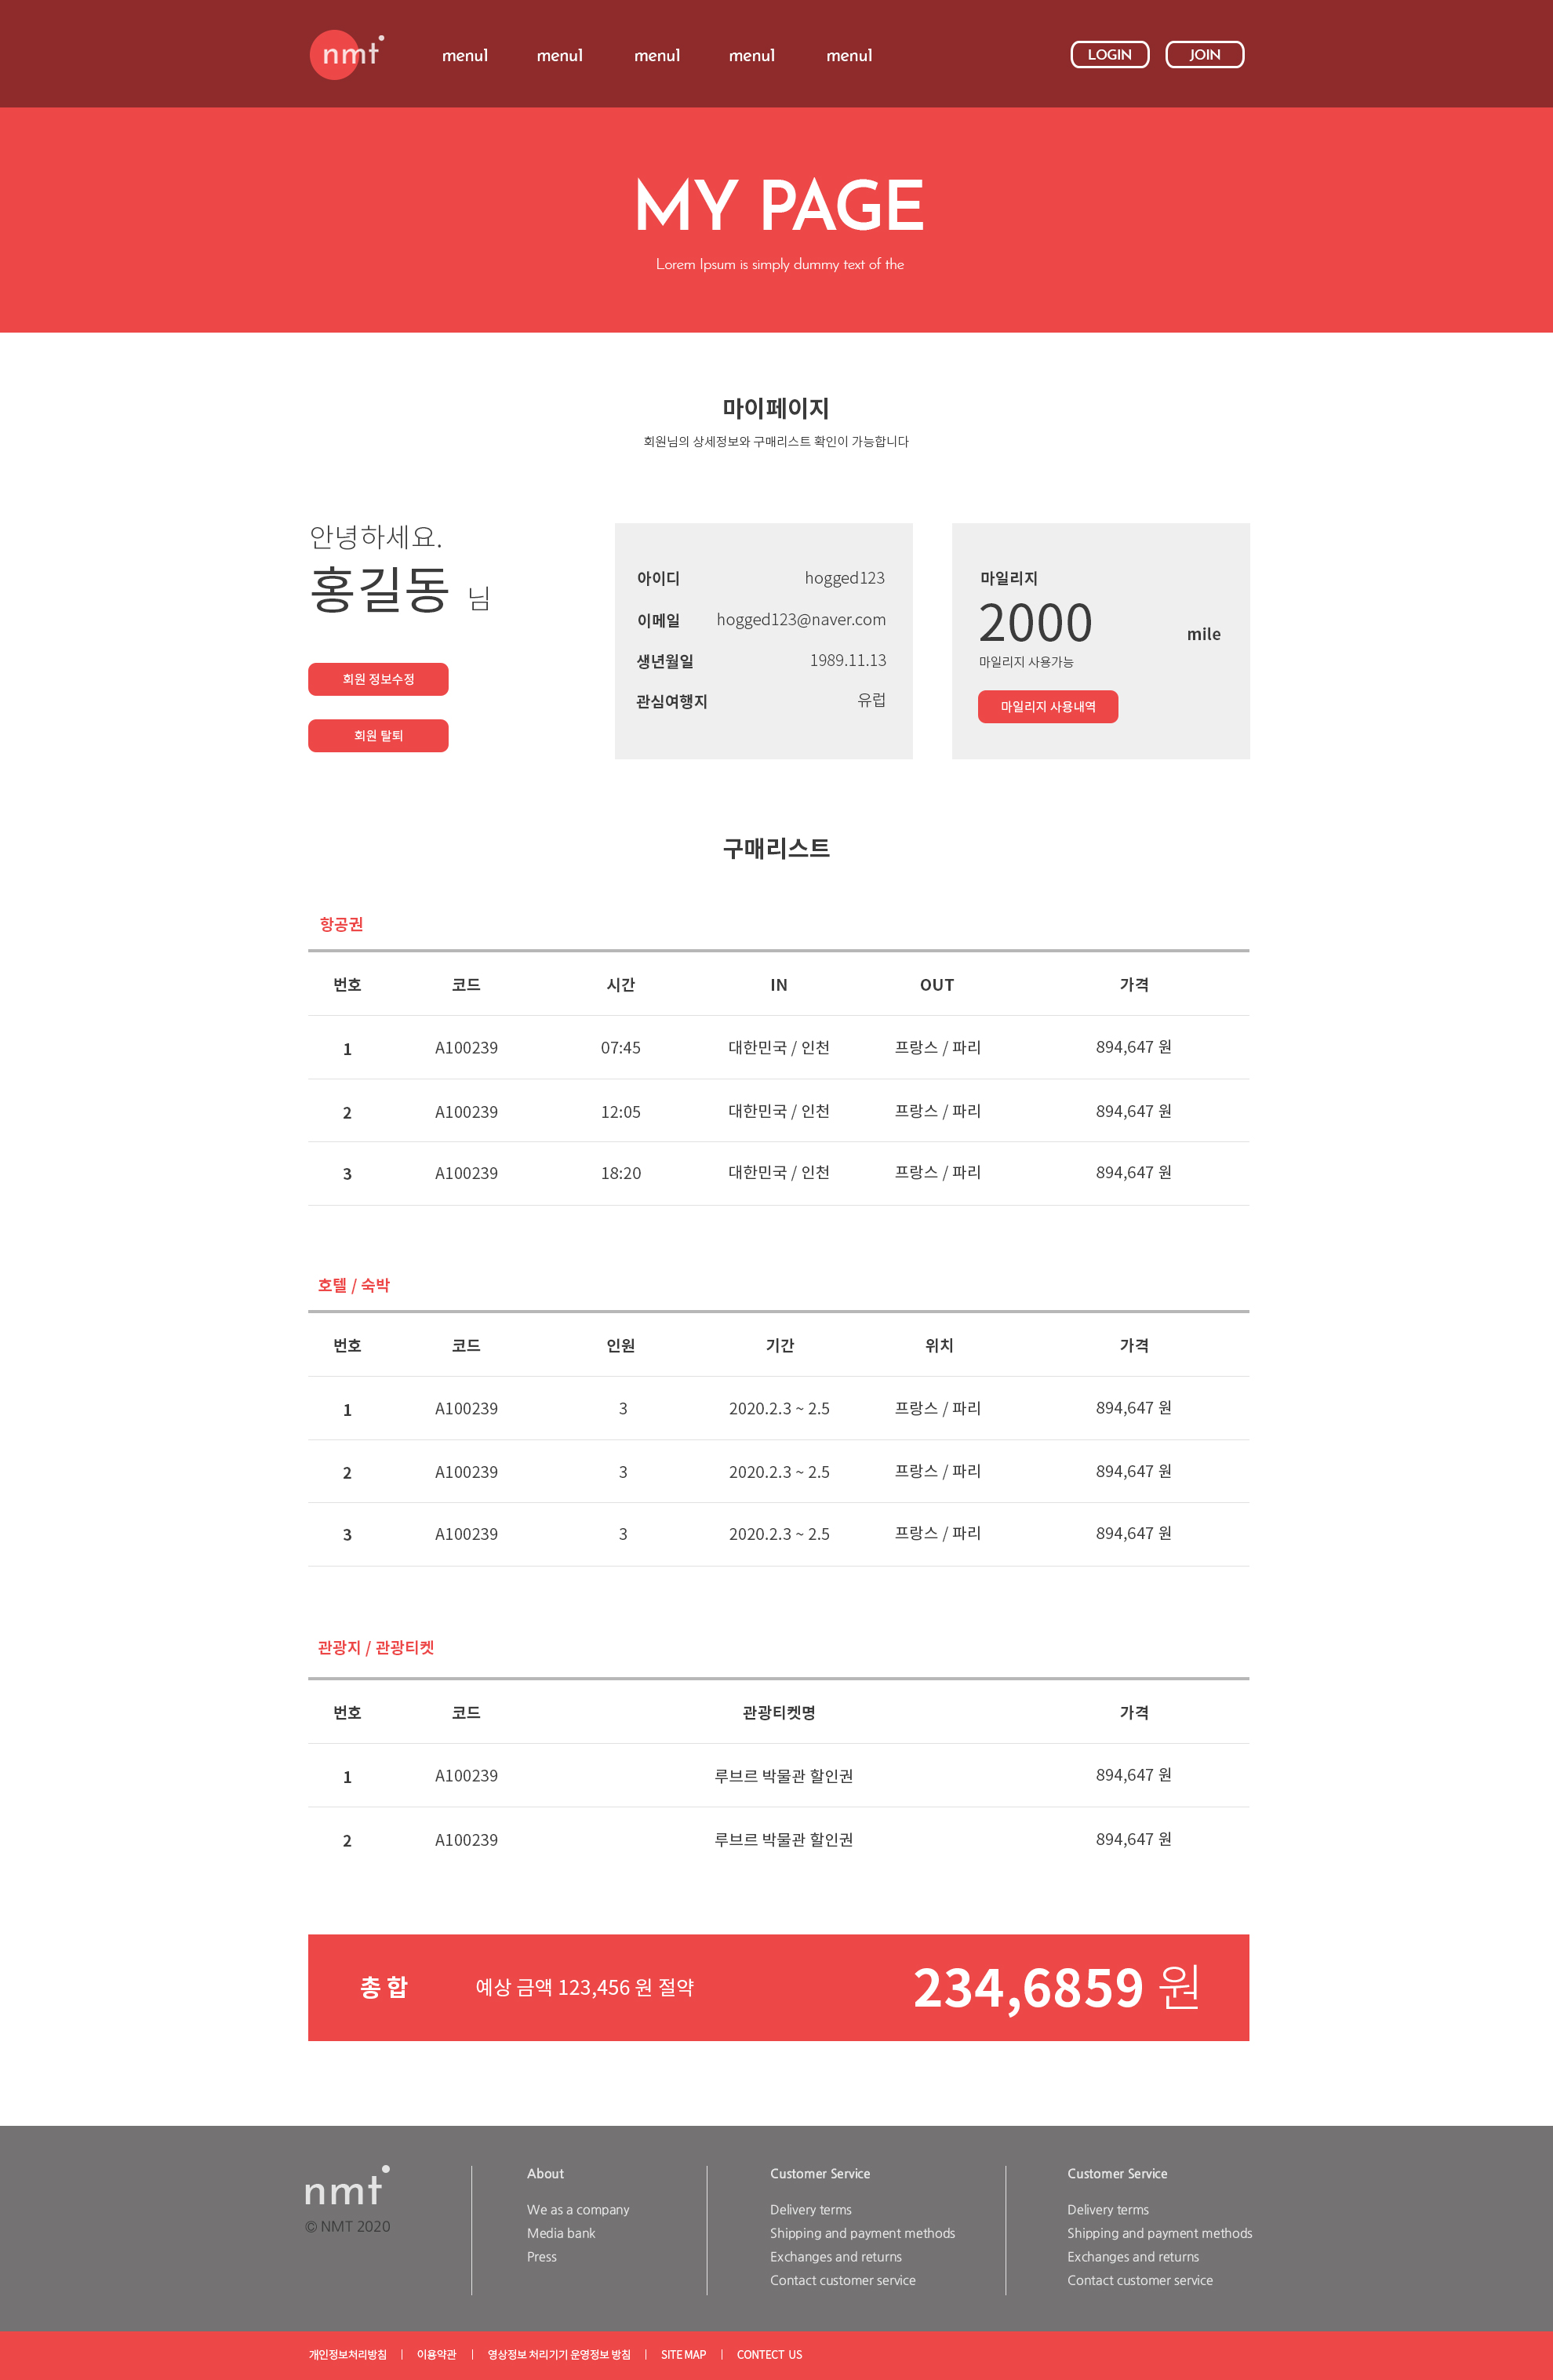 nmt menu1 menu1 menu1 menu1 menu1 LOGIN JOIN
MY PAGE
Lorem Ipsum is simply dummy text of the
마이페이지
회원님의 상세정보와 구매리스트 확인이 가능합니다
안녕하세요.
홍길동 님
회원 정보수정
회원 탈퇴
아이디 hogged123
이메일 hogged123@naver.com
생년월일 1989.11.13
관심여행지 유럽
마일리지
2000 mile
마일리지 사용가능
마일리지 사용내역
구매리스트
항공권
번호 코드 시간 IN OUT 가격
1 A100239 07:45 대한민국 / 인천 프랑스 / 파리 894,647 원
2 A100239 12:05 대한민국 / 인천 프랑스 / 파리 894,647 원
3 A100239 18:20 대한민국 / 인천 프랑스 / 파리 894,647 원
호텔 / 숙박
번호 코드 인원 기간 위치 가격
1 A100239 3 2020.2.3 ~ 2.5 프랑스 / 파리 894,647 원
2 A100239 3 2020.2.3 ~ 2.5 프랑스 / 파리 894,647 원
3 A100239 3 2020.2.3 ~ 2.5 프랑스 / 파리 894,647 원
관광지 / 관광티켓
번호 코드 관광티켓명 가격
1 A100239 루브르 박물관 할인권 894,647 원
2 A100239 루브르 박물관 할인권 894,647 원
총 합 예상 금액 123,456 원 절약 234,6859 원
nmt
© NMT 2020
About
We as a company
Media bank
Press
Customer Service
Delivery terms
Shipping and payment methods
Exchanges and returns
Contact customer service
Customer Service
Delivery terms
Shipping and payment methods
Exchanges and returns
Contact customer service
개인정보처리방침 | 이용약관 | 영상정보 처리기기 운영정보 방침 | SITE MAP | CONTECT US